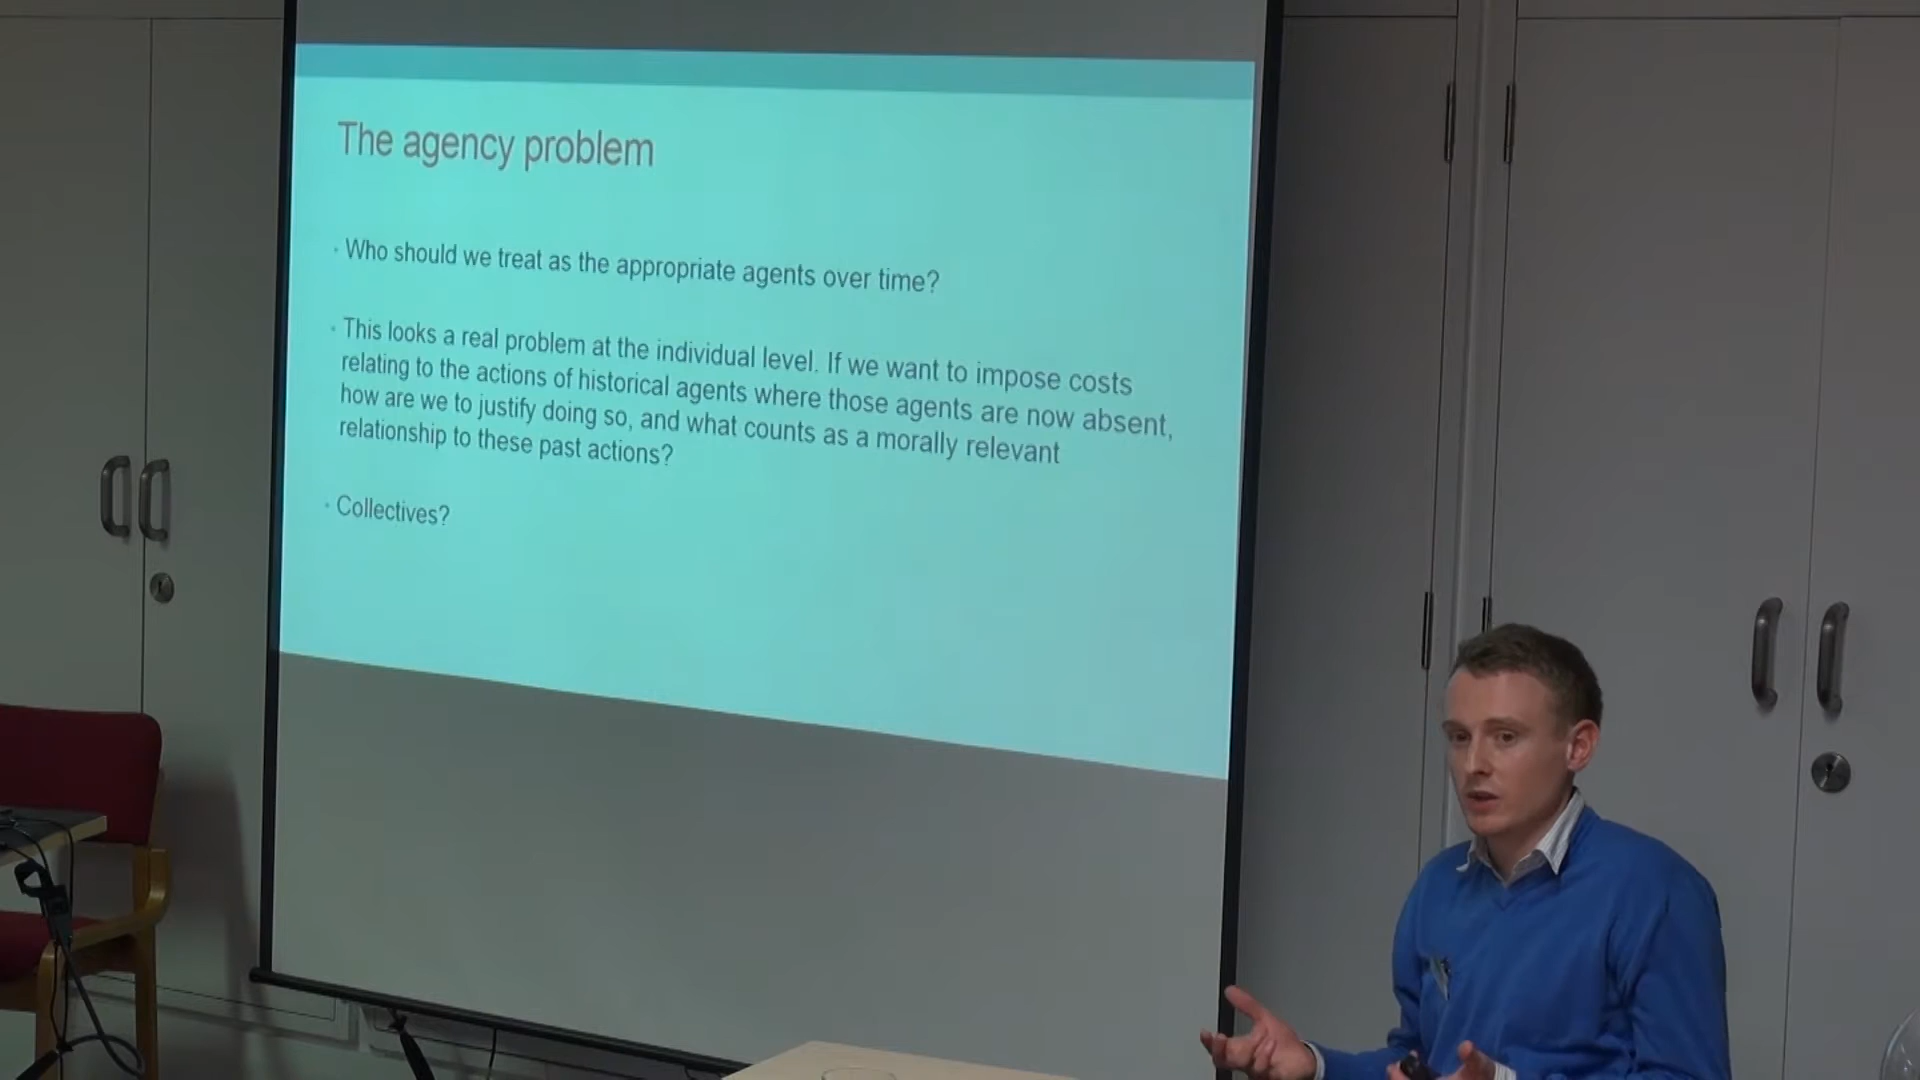 The agency problem
• Who should we treat as the appropriate agents over time?
• This looks a real problem at the individual level. If we want to impose costs
relating to the actions of historical agents where those agents are now absent,
how are we to justify doing so, and what counts as a morally relevant
relationship to these past actions?
• Collectives?